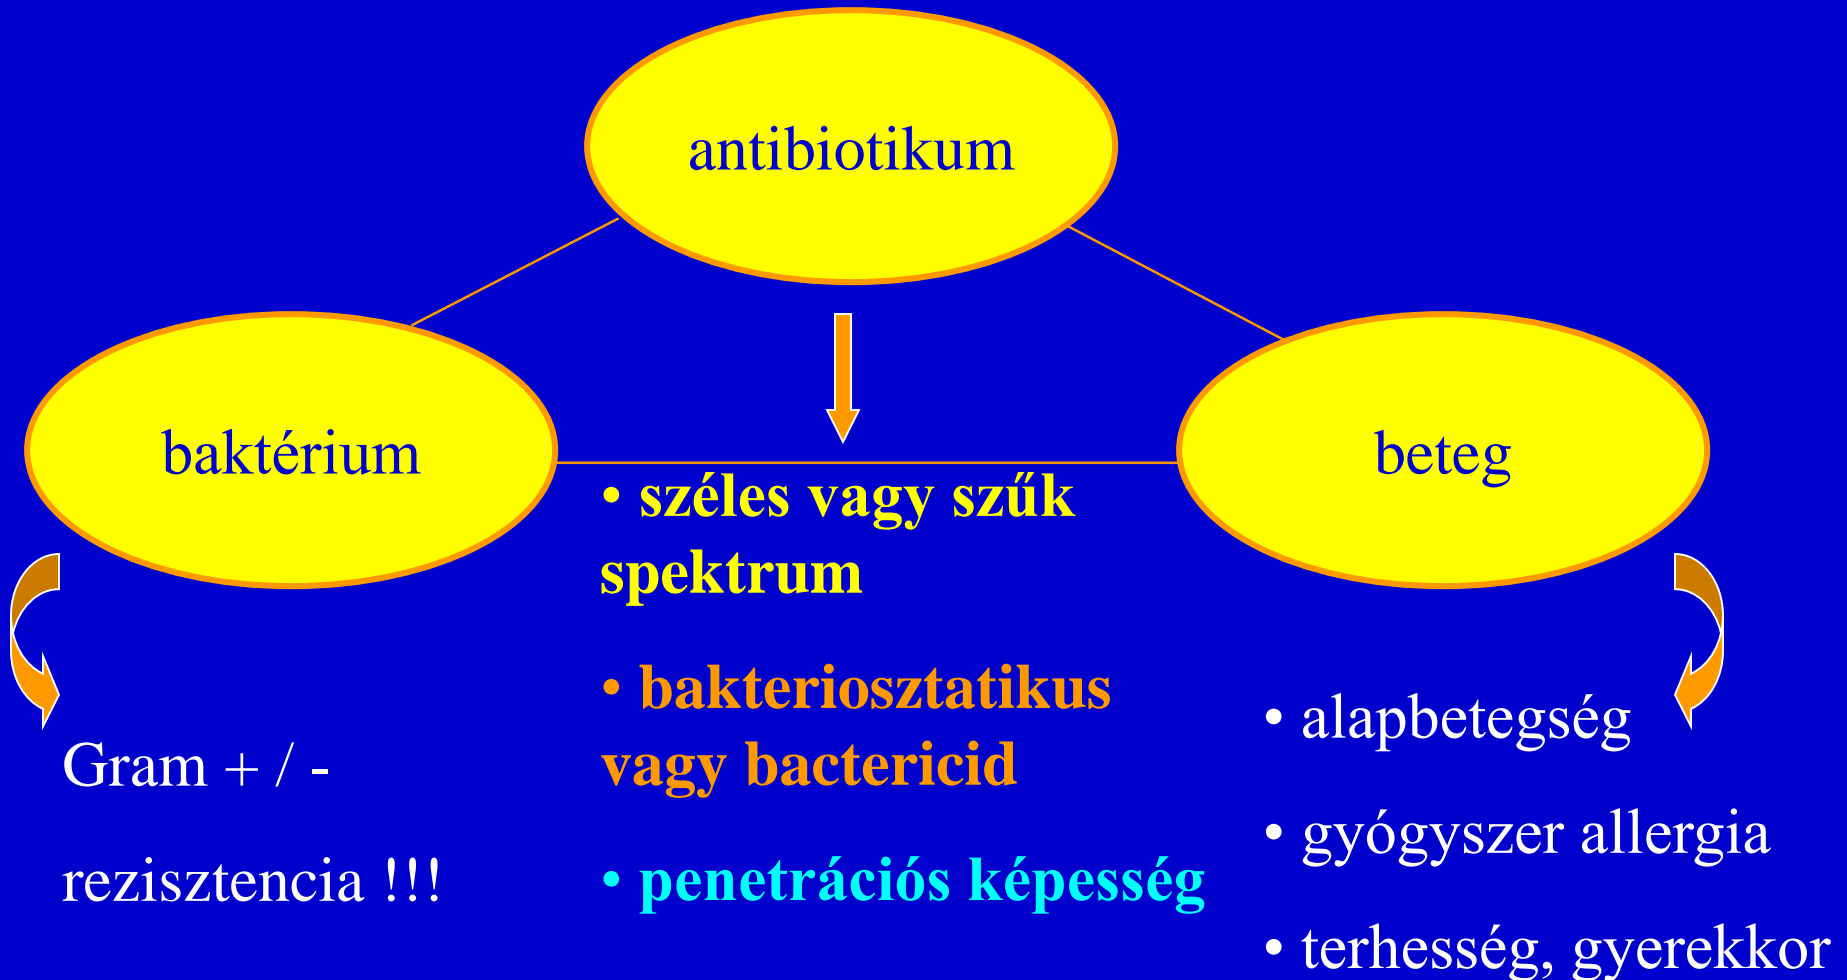 antibiotikum
baktérium
beteg
• széles vagy szűk
spektrum
• bakteriosztatikus
vagy bactericid
• penetrációs képesség
Gram + / -
rezisztencia !!!
• alapbetegség
• gyógyszer allergia
• terhesség, gyerekkor